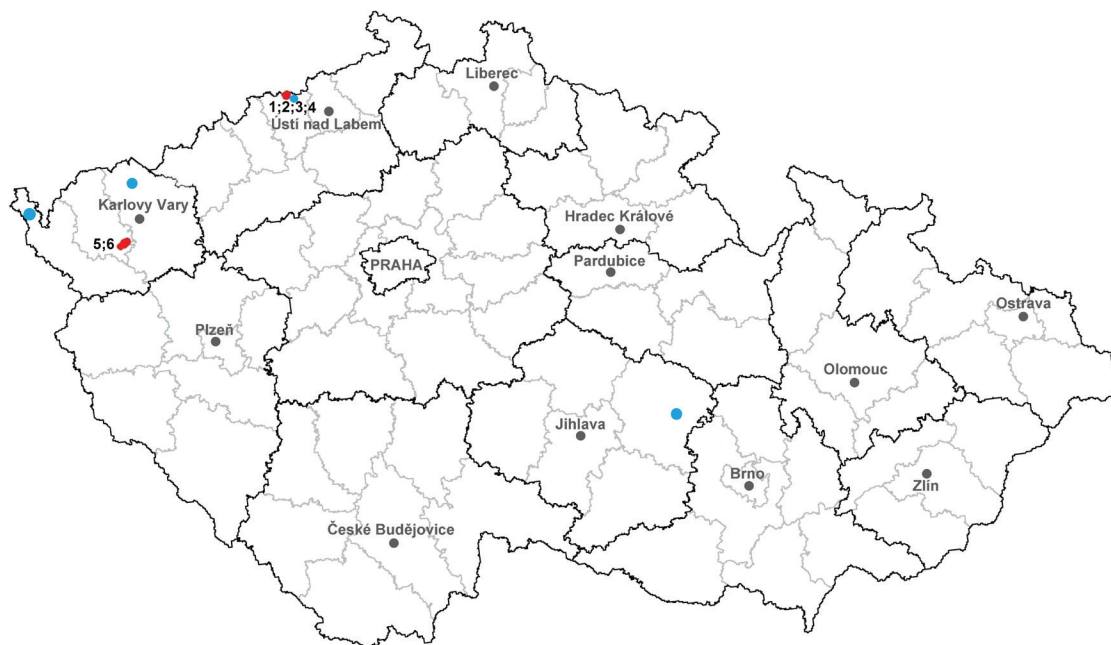 Liberec
1;2;3;4
Ústí nad Labem
Karlovy Vary
Hradec Králové
5;6
PRAHA
Pardubice
Ostrava
Plzeň
Olomouc
Jihlava
Brno
Zlín
České Budějovice